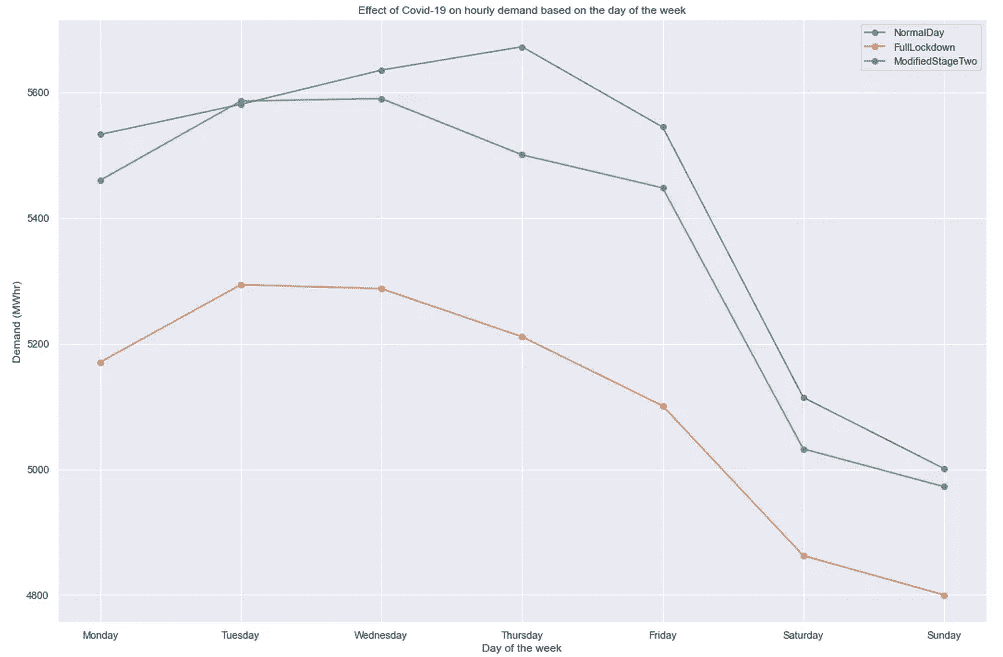 Effect of Covid-19 on hourly demand based on the day of the week
NormalDay
FullLockdown
ModifiedStageTwo
5600
5400
5200
5000
4800
Demand (MWhr)
Monday Tuesday Wednesday Thursday Friday Saturday Sunday
Day of the week